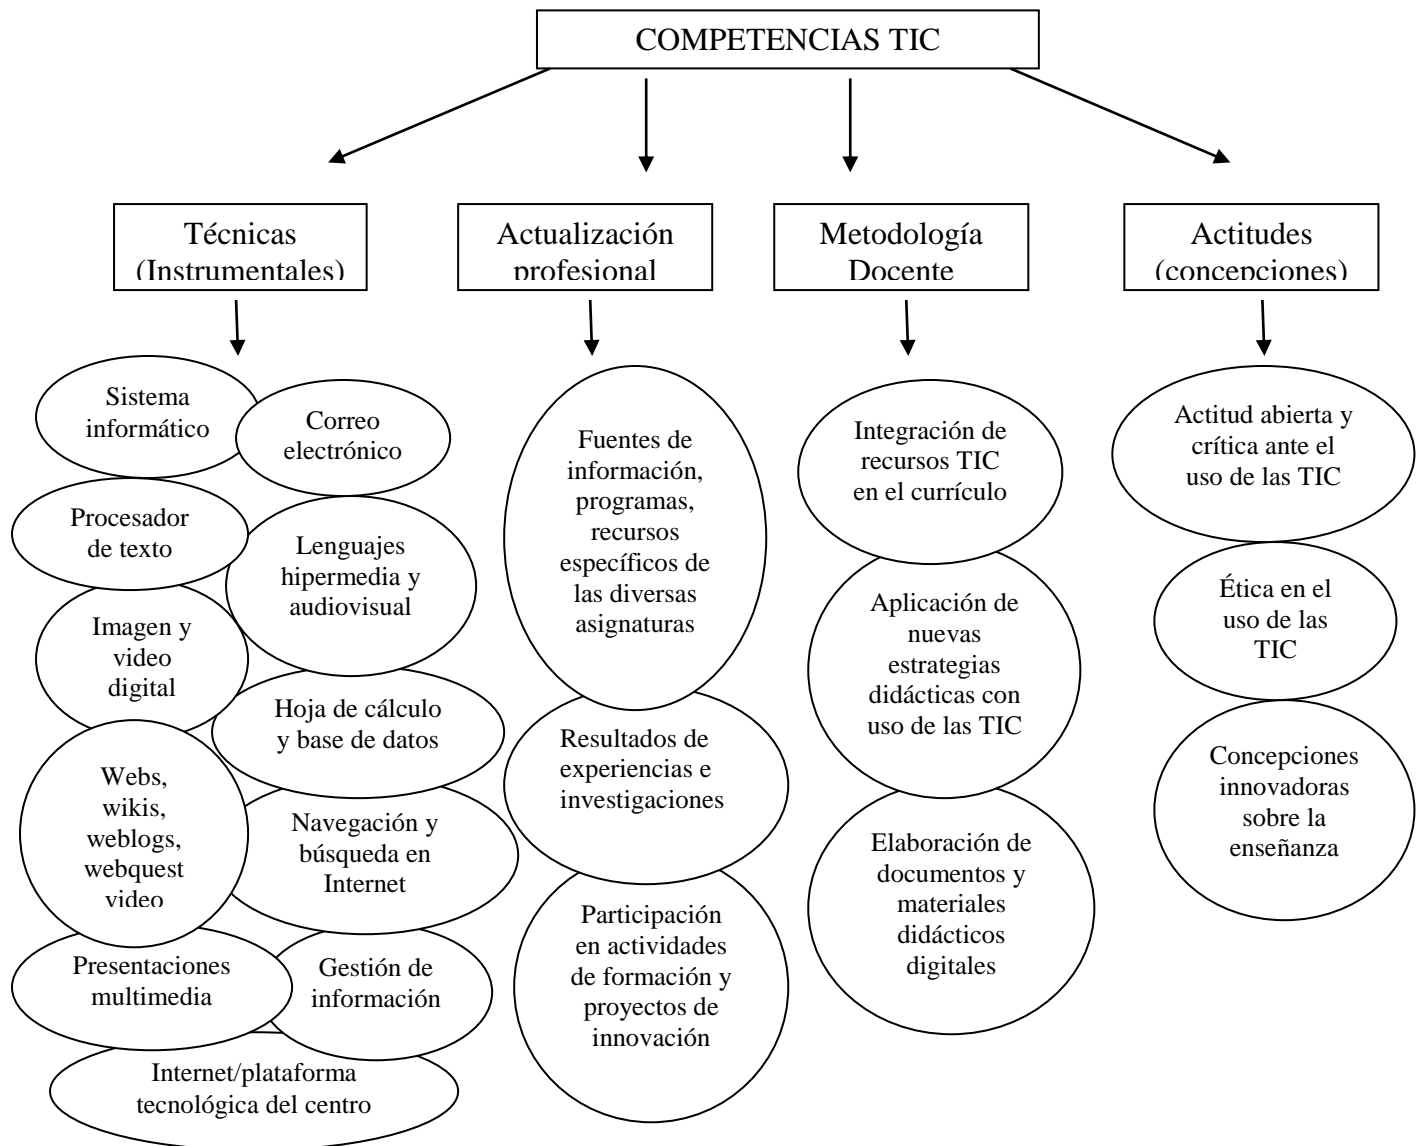 COMPETENCIAS TIC
Técnicas
(Instrumentales)
Actualización
profesional
Metodología
Docente
Actitudes
(concepciones)
Sistema
informático
Correo
electrónico
Procesador
de texto
Lenguajes
hipermedia y
audiovisual
Imagen y
video
digital
Hoja de cálculo
y base de datos
Webs,
wikis,
weblogs,
webquest
video
Navegación y
búsqueda en
Internet
Presentaciones
multimedia
Gestión de
información
Internet/plataforma
tecnológica del centro
Fuentes de
información,
programas,
recursos
específicos de
las diversas
asignaturas
Resultados de
experiencias e
investigaciones
Participación
en actividades
de formación y
proyectos de
innovación
Integración de
recursos TIC
en el currículo
Aplicación de
nuevas
estrategias
didácticas con
uso de las TIC
Elaboración de
documentos y
materiales
didácticos
digitales
Actitud abierta y
crítica ante el
uso de las TIC
Ética en el
uso de las
TIC
Concepciones
innovadoras
sobre la
enseñanza